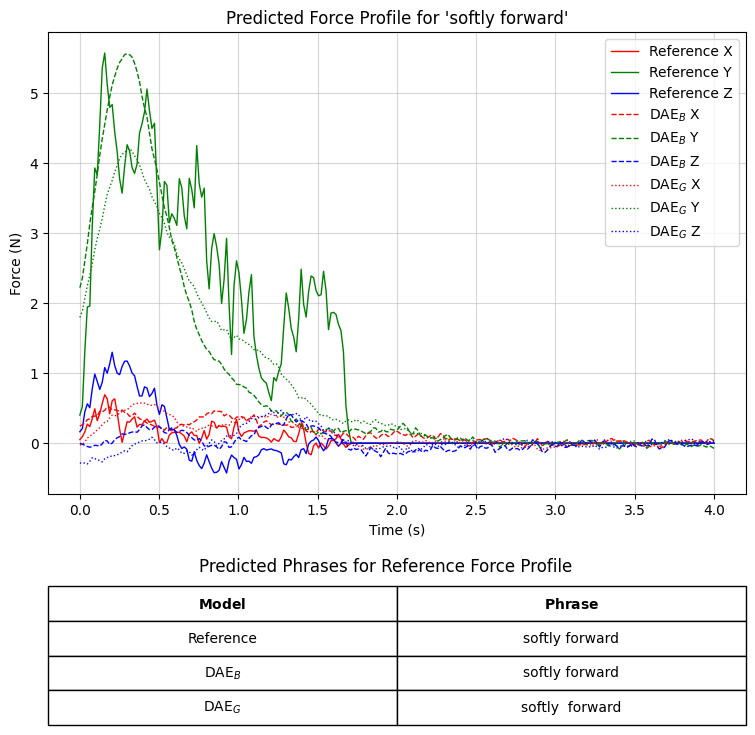 Predicted Force Profile for 'softly forward'
Force (N)
5
4
3
2
1
0
Reference X
Reference Y
Reference Z
DAE_B X
DAE_B Y
DAE_B Z
DAE_G X
DAE_G Y
DAE_G Z
0.0 0.5 1.0 1.5 2.0 2.5 3.0 3.5 4.0
Time (s)
Predicted Phrases for Reference Force Profile
Model Phrase
Reference softly forward
DAE_B softly forward
DAE_G softly  forward